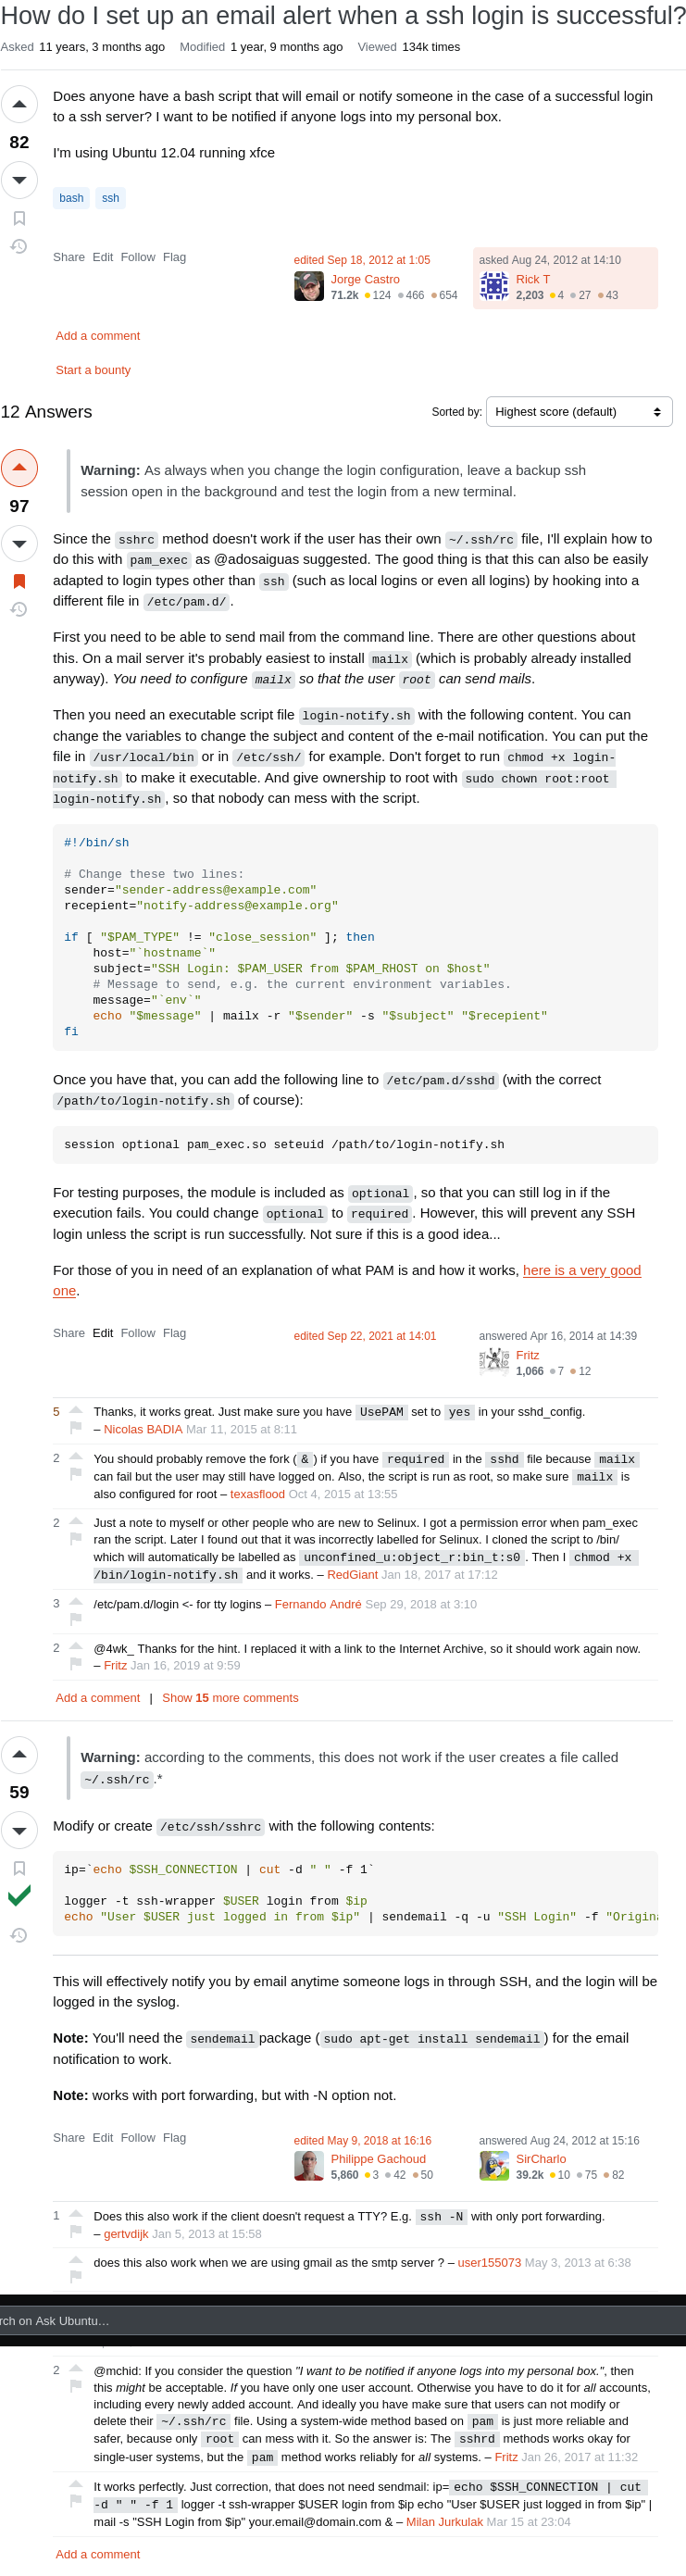 How do I set up an email alert when a ssh login is successful?
Asked 11 years, 3 months ago Modified 1 year, 9 months ago Viewed 134k times
Does anyone have a bash script that will email or notify someone in the case of a successful login
to a ssh server? I want to be notified if anyone logs into my personal box.
82
I'm using Ubuntu 12.04 running xfce
bash ssh
Share Edit Follow Flag
edited Sep 18, 2012 at 1:05
Jorge Castro
71.2k 124 466 654
asked Aug 24, 2012 at 14:10
Rick T
2,203 4 27 43
Add a comment
Start a bounty
12 Answers
Sorted by: Highest score (default)
Warning: As always when you change the login configuration, leave a backup ssh
session open in the background and test the login from a new terminal.
97
Since the sshrc method doesn't work if the user has their own ~/.ssh/rc file, I'll explain how to
do this with pam_exec as @adosaiguas suggested. The good thing is that this can also be easily
adapted to login types other than ssh (such as local logins or even all logins) by hooking into a
different file in /etc/pam.d/.
First you need to be able to send mail from the command line. There are other questions about
this. On a mail server it's probably easiest to install mailx (which is probably already installed
anyway). You need to configure mailx so that the user root can send mails.
Then you need an executable script file login-notify.sh with the following content. You can
change the variables to change the subject and content of the e-mail notification. You can put the
file in /usr/local/bin or in /etc/ssh/ for example. Don't forget to run chmod +x login-
notify.sh to make it executable. And give ownership to root with sudo chown root:root
login-notify.sh, so that nobody can mess with the script.
#!/bin/sh
# Change these two lines:
sender="sender-address@example.com"
recepient="notify-address@example.org"
if [ "$PAM_TYPE" != "close_session" ]; then
host="`hostname`"
subject="SSH Login: $PAM_USER from $PAM_RHOST on $host"
# Message to send, e.g. the current environment variables.
message="`env`"
echo "$message" | mailx -r "$sender" -s "$subject" "$recepient"
fi
Once you have that, you can add the following line to /etc/pam.d/sshd (with the correct
/path/to/login-notify.sh of course):
session optional pam_exec.so seteuid /path/to/login-notify.sh
For testing purposes, the module is included as optional, so that you can still log in if the
execution fails. You could change optional to required. However, this will prevent any SSH
login unless the script is run successfully. Not sure if this is a good idea...
For those of you in need of an explanation of what PAM is and how it works, here is a very good
one.
Share Edit Follow Flag
edited Sep 22, 2021 at 14:01
answered Apr 16, 2014 at 14:39
Fritz
1,066 7 12
5 Thanks, it works great. Just make sure you have UsePAM set to yes in your sshd_config.
– Nicolas BADIA Mar 11, 2015 at 8:11
2 You should probably remove the fork ( & ) if you have required in the sshd file because mailx
can fail but the user may still have logged on. Also, the script is run as root, so make sure mailx is
also configured for root – texasflood Oct 4, 2015 at 13:55
2 Just a note to myself or other people who are new to Selinux. I got a permission error when pam_exec
ran the script. Later I found out that it was incorrectly labelled for Selinux. I cloned the script to /bin/
which will automatically be labelled as unconfined_u:object_r:bin_t:s0 . Then I chmod +x
/bin/login-notify.sh and it works. – RedGiant Jan 18, 2017 at 17:12
3 /etc/pam.d/login <- for tty logins – Fernando André Sep 29, 2018 at 3:10
2 @4wk_ Thanks for the hint. I replaced it with a link to the Internet Archive, so it should work again now.
– Fritz Jan 16, 2019 at 9:59
Add a comment | Show 15 more comments
Warning: according to the comments, this does not work if the user creates a file called
~/.ssh/rc.*
59
Modify or create /etc/ssh/sshrc with the following contents:
ip=`echo $SSH_CONNECTION | cut -d " " -f 1`
logger -t ssh-wrapper $USER login from $ip
echo "User $USER just logged in from $ip" | sendemail -q -u "SSH Login" -f "Origina
This will effectively notify you by email anytime someone logs in through SSH, and the login will be
logged in the syslog.
Note: You'll need the sendemail package (sudo apt-get install sendemail) for the email
notification to work.
Note: works with port forwarding, but with -N option not.
Share Edit Follow Flag
edited May 9, 2018 at 16:16
Philippe Gachoud
5,860 3 42 50
answered Aug 24, 2012 at 15:16
SirCharlo
39.2k 10 75 82
1 Does this also work if the client doesn't request a TTY? E.g. ssh -N with only port forwarding.
– gertvdijk Jan 5, 2013 at 15:58
does this also work when we are using gmail as the smtp server ? – user155073 May 3, 2013 at 6:38
rch on Ask Ubuntu…
2 @mchid: If you consider the question "I want to be notified if anyone logs into my personal box.", then
this might be acceptable. If you have only one user account. Otherwise you have to do it for all accounts,
including every newly added account. And ideally you have make sure that users can not modify or
delete their ~/.ssh/rc file. Using a system-wide method based on pam is just more reliable and
safer, because only root can mess with it. So the answer is: The sshrd methods works okay for
single-user systems, but the pam method works reliably for all systems. – Fritz Jan 26, 2017 at 11:32
It works perfectly. Just correction, that does not need sendmail: ip= echo $SSH_CONNECTION | cut
-d " " -f 1 logger -t ssh-wrapper $USER login from $ip echo "User $USER just logged in from $ip" |
mail -s "SSH Login from $ip" your.email@domain.com & – Milan Jurkulak Mar 15 at 23:04
Add a comment